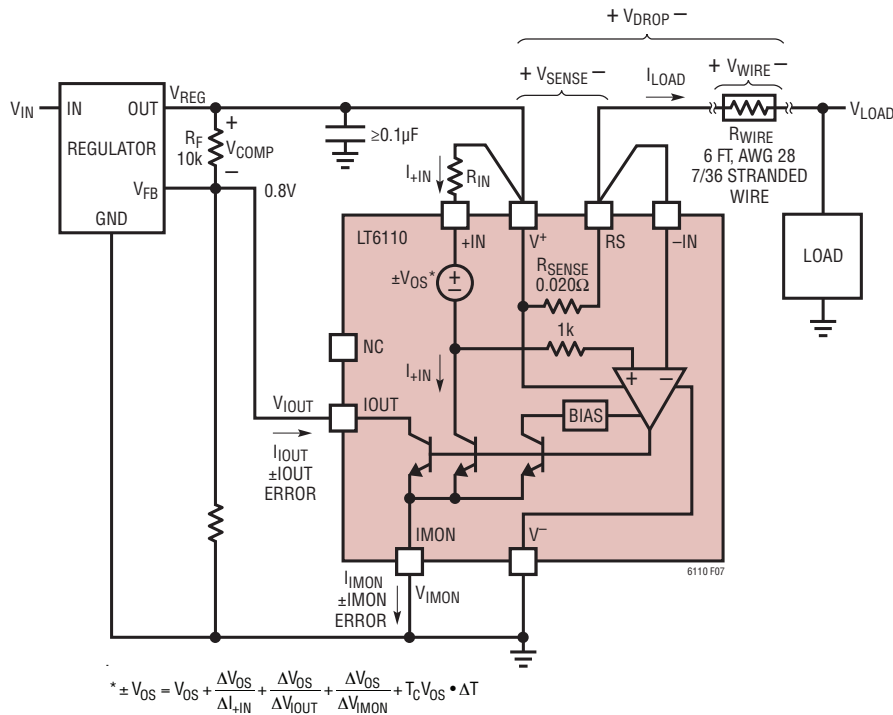 + VDROP –
+ VSENSE –
ILOAD
+ VWIRE –
VIN
IN
OUT
REGULATOR
VFB
GND
VREG
RF
10k
+
VCOMP
–
0.8V
≥0.1µF
I+IN
RIN
VLOAD
RWIRE
6 FT, AWG 28
7/36 STRANDED
WIRE
LOAD
LT6110
+IN
V+
RS
–IN
±VOS*
+
–
RSENSE
0.020Ω
1k
NC
I+IN
+
–
VIOUT
IOUT
BIAS
IIOUT
±IOUT
ERROR
IMON
V–
IIMON
±IMON
ERROR
VIMON
6110 F07
* ± VOS = VOS + ΔVOS/ΔI+IN + ΔVOS/ΔVIOUT + ΔVOS/ΔVIMON + TCVOS • ΔT